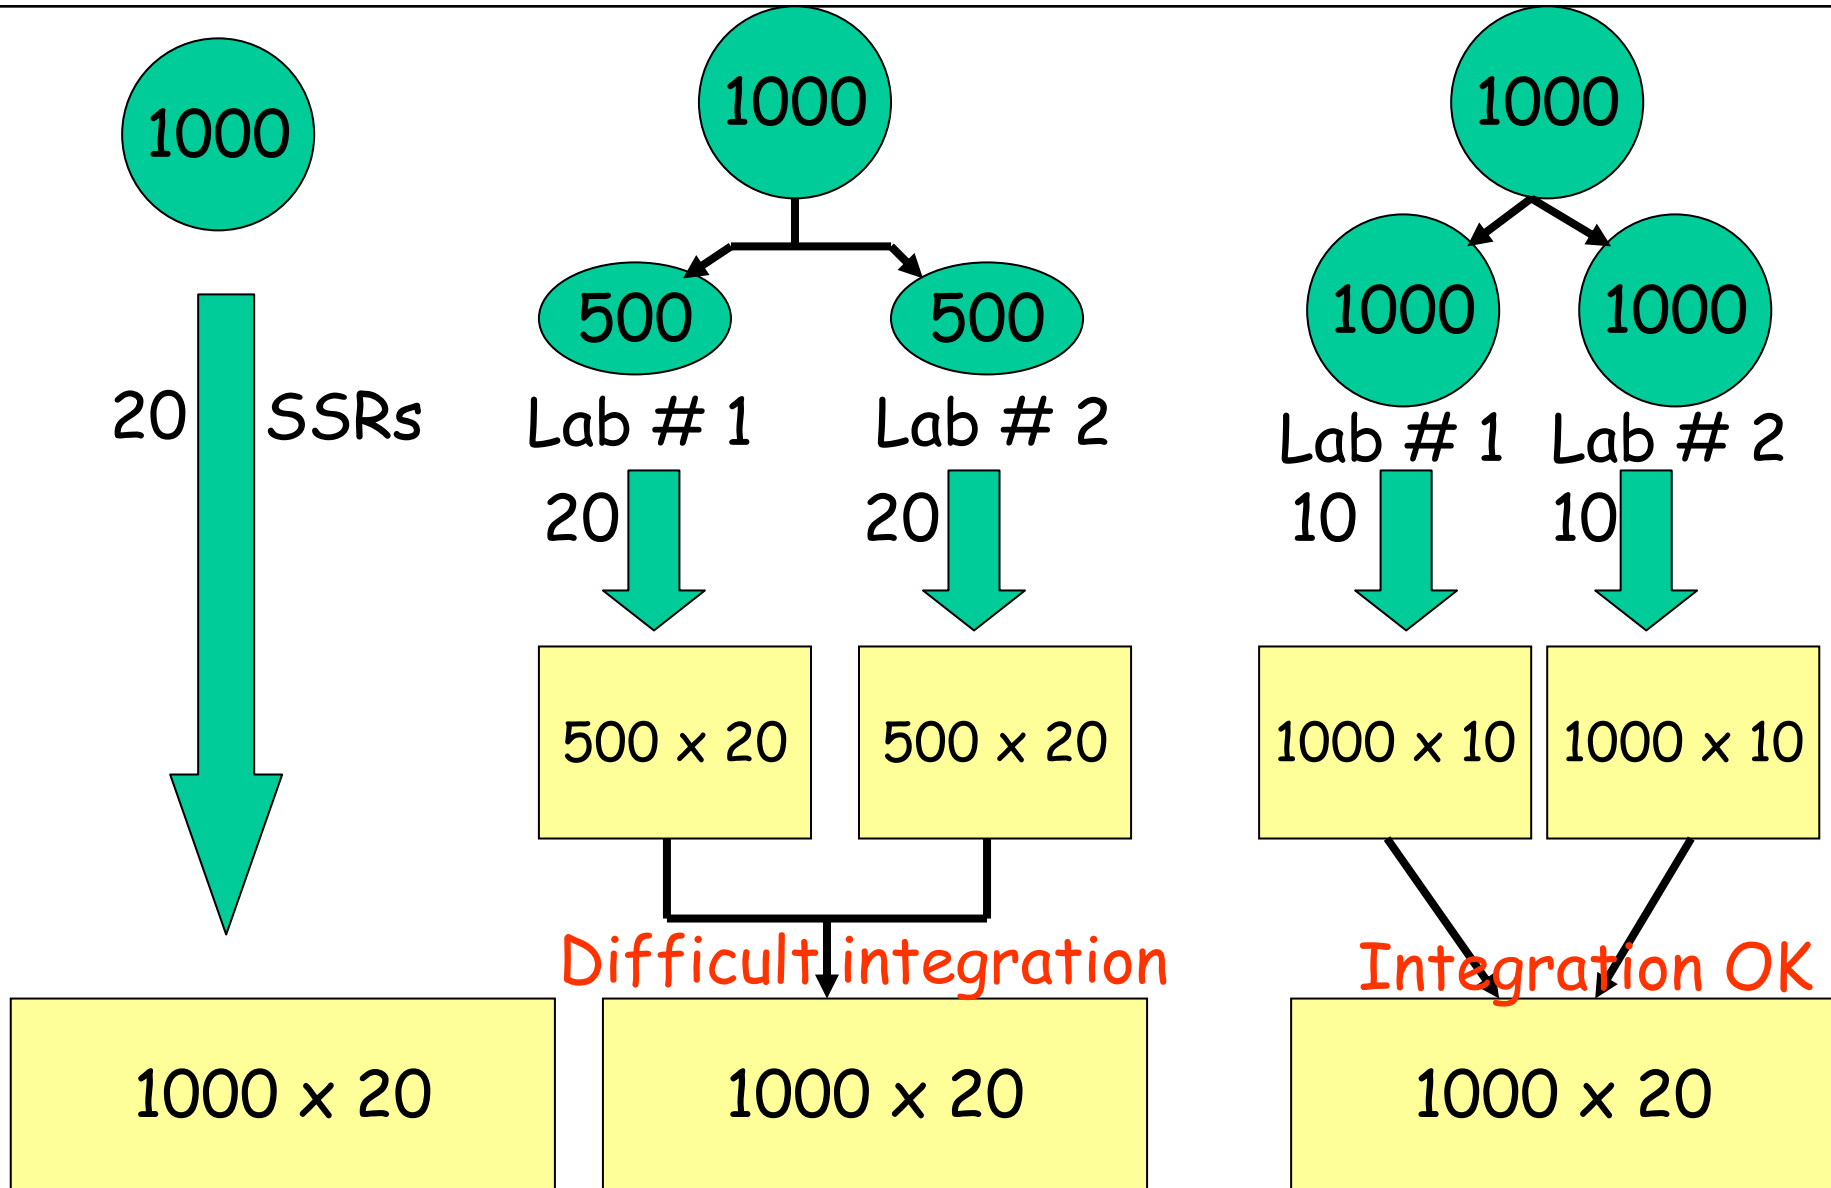 1000
20 SSRs
1000 x 20
1000
500 500
Lab # 1 Lab # 2
20 20
500 x 20 500 x 20
Difficult integration
1000 x 20
1000
1000 1000
Lab # 1 Lab # 2
10 10
1000 x 10 1000 x 10
Integration OK
1000 x 20